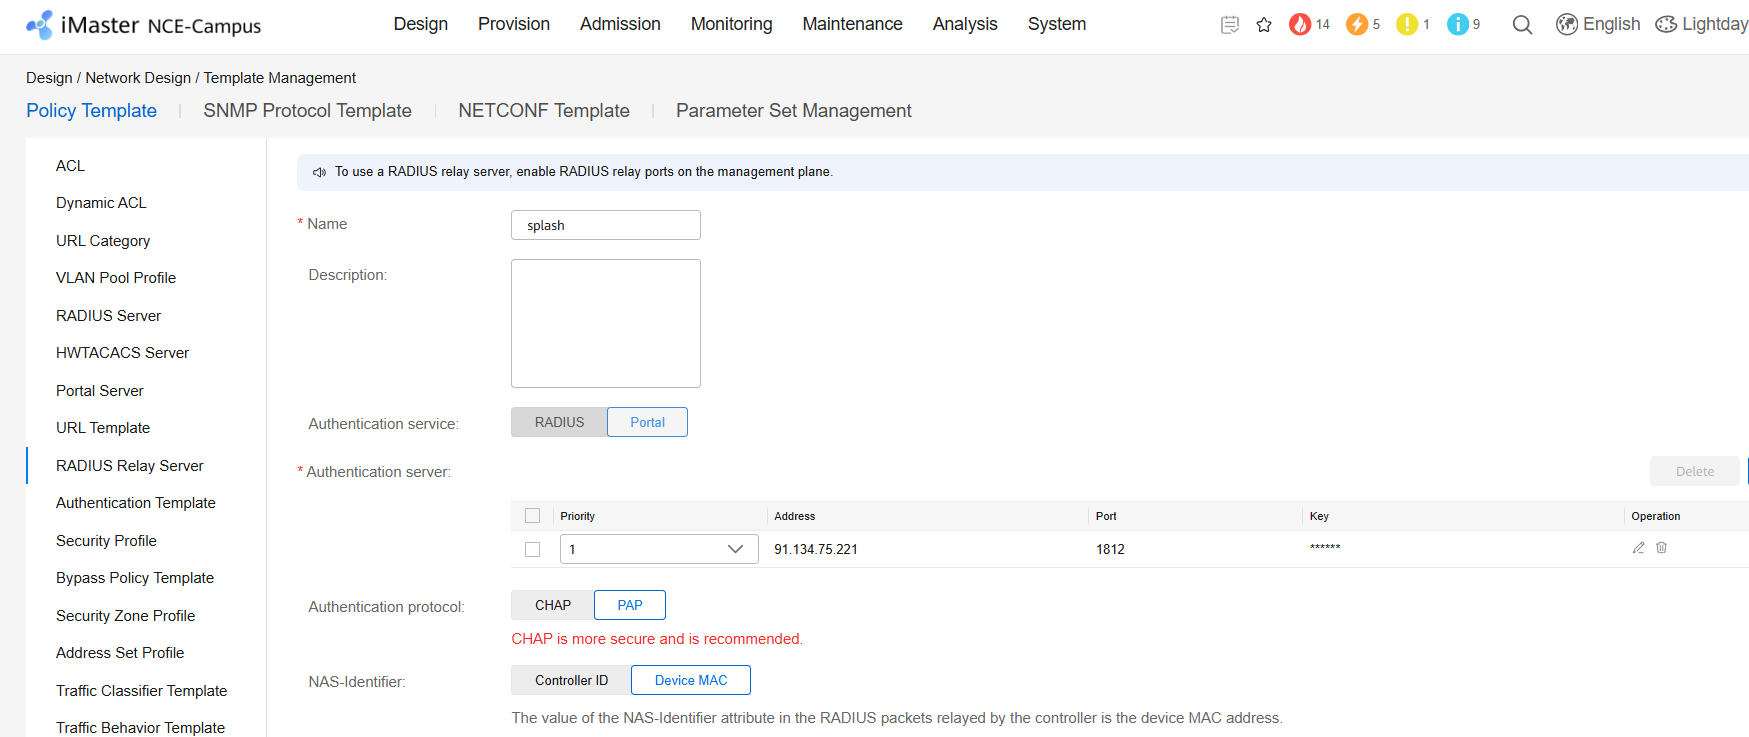 iMaster NCE-Campus
Design Provision Admission Monitoring Maintenance Analysis System
14 5 1 9 English Lightday
Design / Network Design / Template Management
Policy Template SNMP Protocol Template NETCONF Template Parameter Set Management
ACL
Dynamic ACL
URL Category
VLAN Pool Profile
RADIUS Server
HWTACACS Server
Portal Server
URL Template
RADIUS Relay Server
Authentication Template
Security Profile
Bypass Policy Template
Security Zone Profile
Address Set Profile
Traffic Classifier Template
Traffic Behavior Template
To use a RADIUS relay server, enable RADIUS relay ports on the management plane.
* Name splash
Description:
Authentication service: RADIUS Portal
* Authentication server: Delete
Priority Address Port Key Operation
1 91.134.75.221 1812 ******
Authentication protocol: CHAP PAP
CHAP is more secure and is recommended.
NAS-Identifier: Controller ID Device MAC
The value of the NAS-Identifier attribute in the RADIUS packets relayed by the controller is the device MAC address.